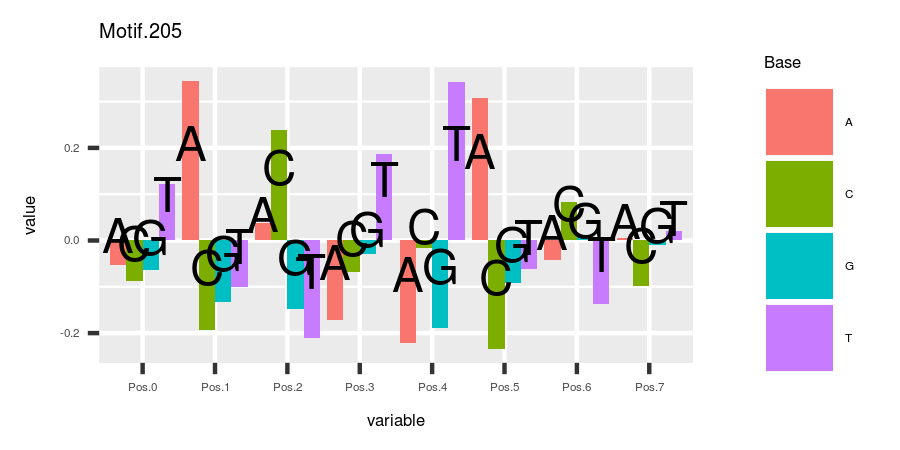 Motif.205
Base
A
C
G
T
value
0.2
0.0
-0.2
A C G T A C G T A C G T A C G T A C G T A C G T A C G T A C G T
Pos.0 Pos.1 Pos.2 Pos.3 Pos.4 Pos.5 Pos.6 Pos.7
variable